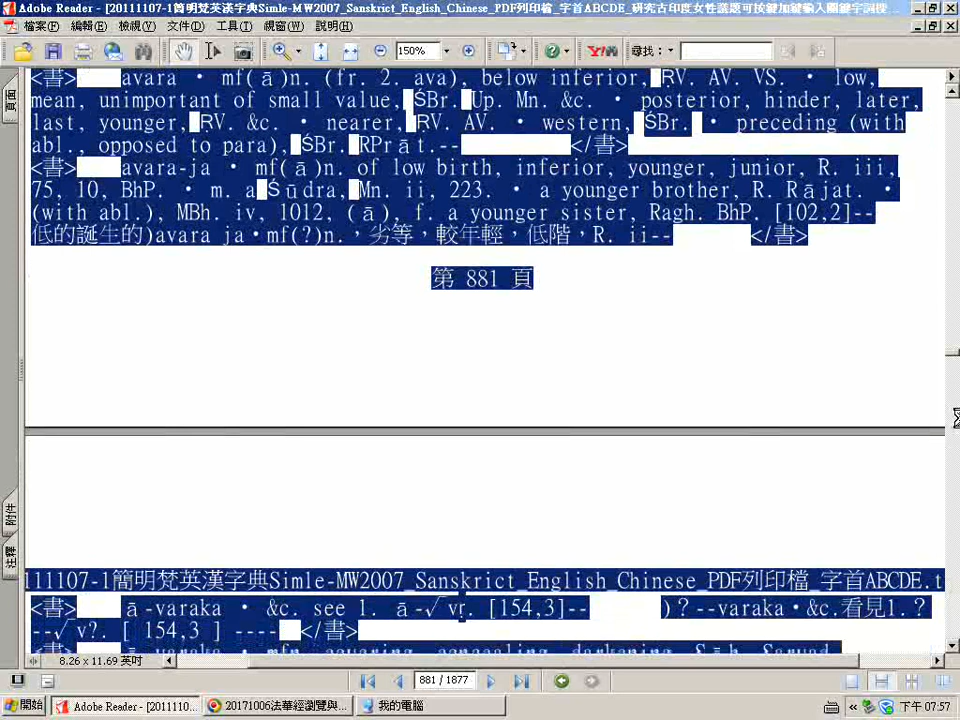 Adobe Reader - [20111107-1簡明梵英漢字典Simle-MW2007_Sanskrict_English_Chinese_PDF列印檔_字首ABCDE_研究古印度女性議題可按鍵加鍵輸入關鍵字詞搜
檔案(F) 編輯(E) 檢視(V) 文件(D) 工具(T) 視窗(W) 說明(H)
150% Y! 尋找:
頁面
<書> avara · mf(ā)n. (fr. 2. ava), below inferior, ṚV. AV. VS. · low,
mean, unimportant of small value, ŚBr. Up. Mn. &c. · posterior, hinder, later,
last, younger, ṚV. &c. · nearer, ṚV. AV. · western, ŚBr. · preceding (with
abl., opposed to para), ŚBr. RPrāt.-- </書>
<書> avara-ja · mf(ā)n. of low birth, inferior, younger, junior, R. iii,
75, 10, BhP. · m. a Śūdra, Mn. ii, 223. · a younger brother, R. Rājat. ·
(with abl.), MBh. iv, 1012, (ā), f. a younger sister, Ragh. BhP. [102,2]--
低的誕生的)avara ja·mf(?)n.，劣等，較年輕，低階，R. ii-- </書>
第 881 頁
附件
註釋
111107-1簡明梵英漢字典Simle-MW2007_Sanskrict_English_Chinese_PDF列印檔_字首ABCDE.t
<書> ā-varaka · &c. see 1. ā-√vṛ. [154,3]-- )？--varaka·&c.看見1.？
--√v?. [ 154,3 ] ---- </書>
8.26 x 11.69 英吋
881 / 1877
開始 Adobe Reader - [2011110... 20171006法華經瀏覽與... 我的電腦 下午 07:57